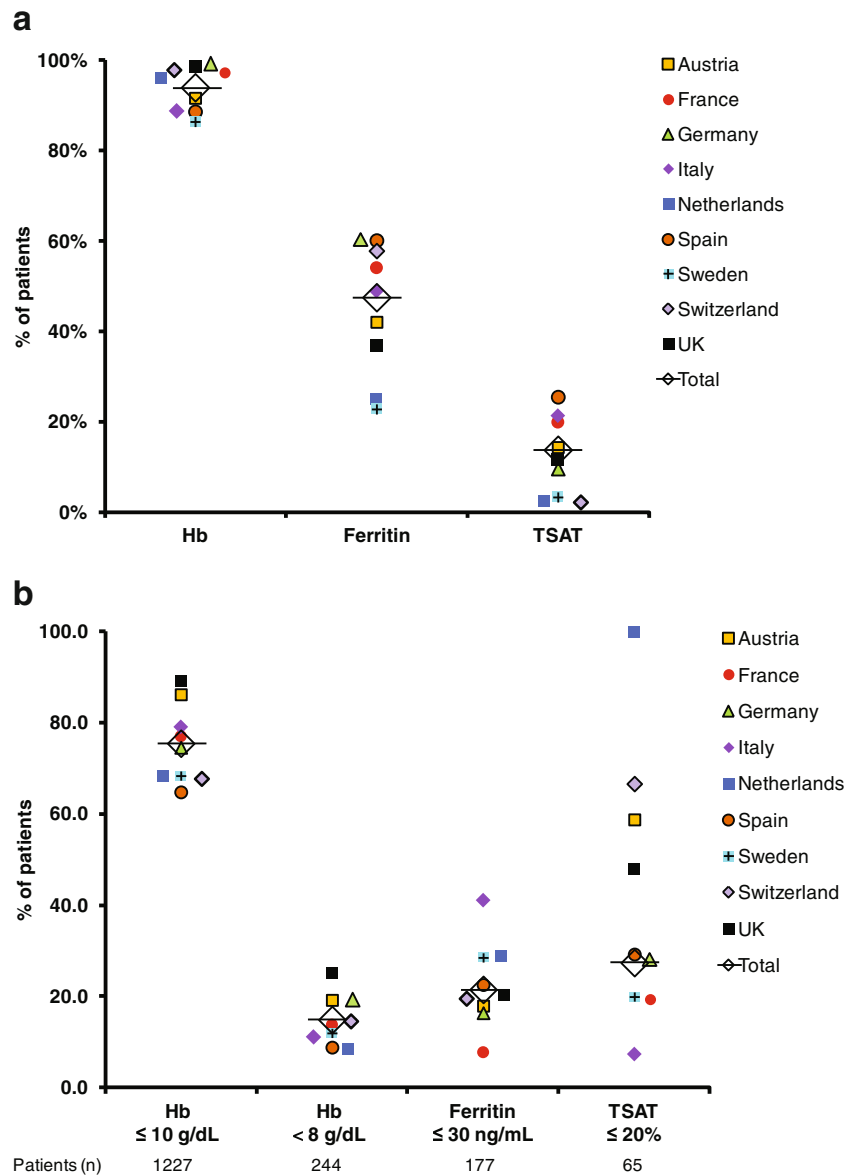 a
100%
80%
60%
40%
20%
0%
% of patients
Hb Ferritin TSAT
Austria
France
Germany
Italy
Netherlands
Spain
Sweden
Switzerland
UK
Total
b
100.0
80.0
60.0
40.0
20.0
0.0
% of patients
Hb Hb Ferritin TSAT
≤ 10 g/dL < 8 g/dL ≤ 30 ng/mL ≤ 20%
Patients (n) 1227 244 177 65
Austria
France
Germany
Italy
Netherlands
Spain
Sweden
Switzerland
UK
Total